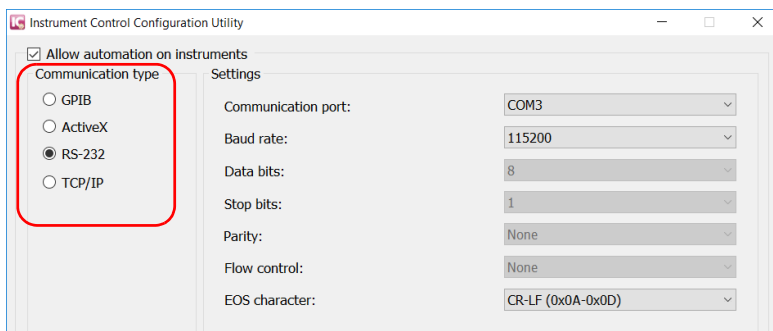 Instrument Control Configuration Utility
Allow automation on instruments
Communication type
GPIB
ActiveX
RS-232
TCP/IP
Settings
Communication port: COM3
Baud rate: 115200
Data bits: 8
Stop bits: 1
Parity: None
Flow control: None
EOS character: CR-LF (0x0A-0x0D)